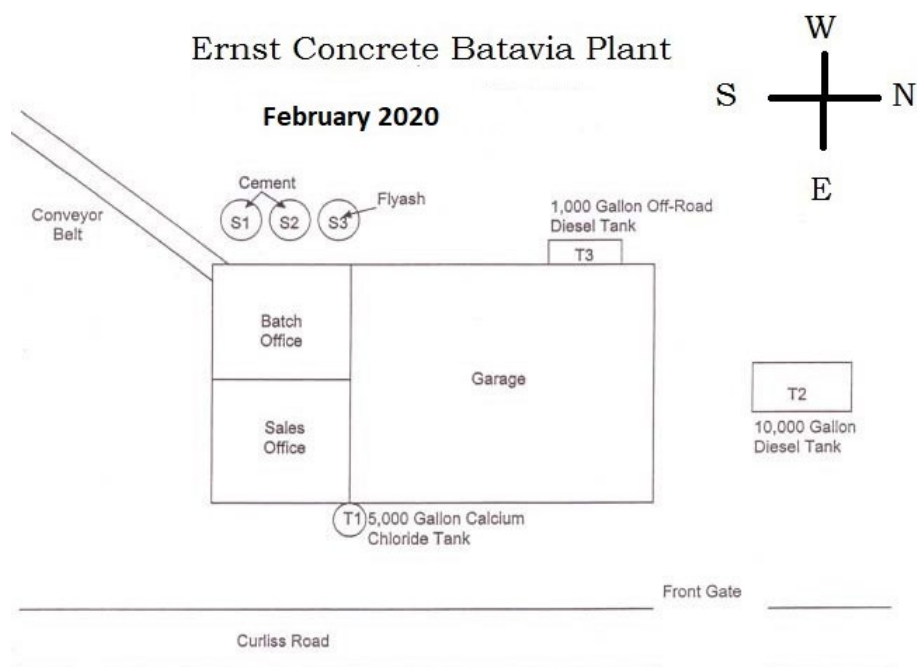 Ernst Concrete Batavia Plant
February 2020
W
S
N
E
Cement
Flyash
S1
S2
S3
Conveyor
Belt
1,000 Gallon Off-Road
Diesel Tank
T3
Batch
Office
Garage
T2
10,000 Gallon
Diesel Tank
Sales
Office
T1
5,000 Gallon Calcium
Chloride Tank
Front Gate
Curliss Road